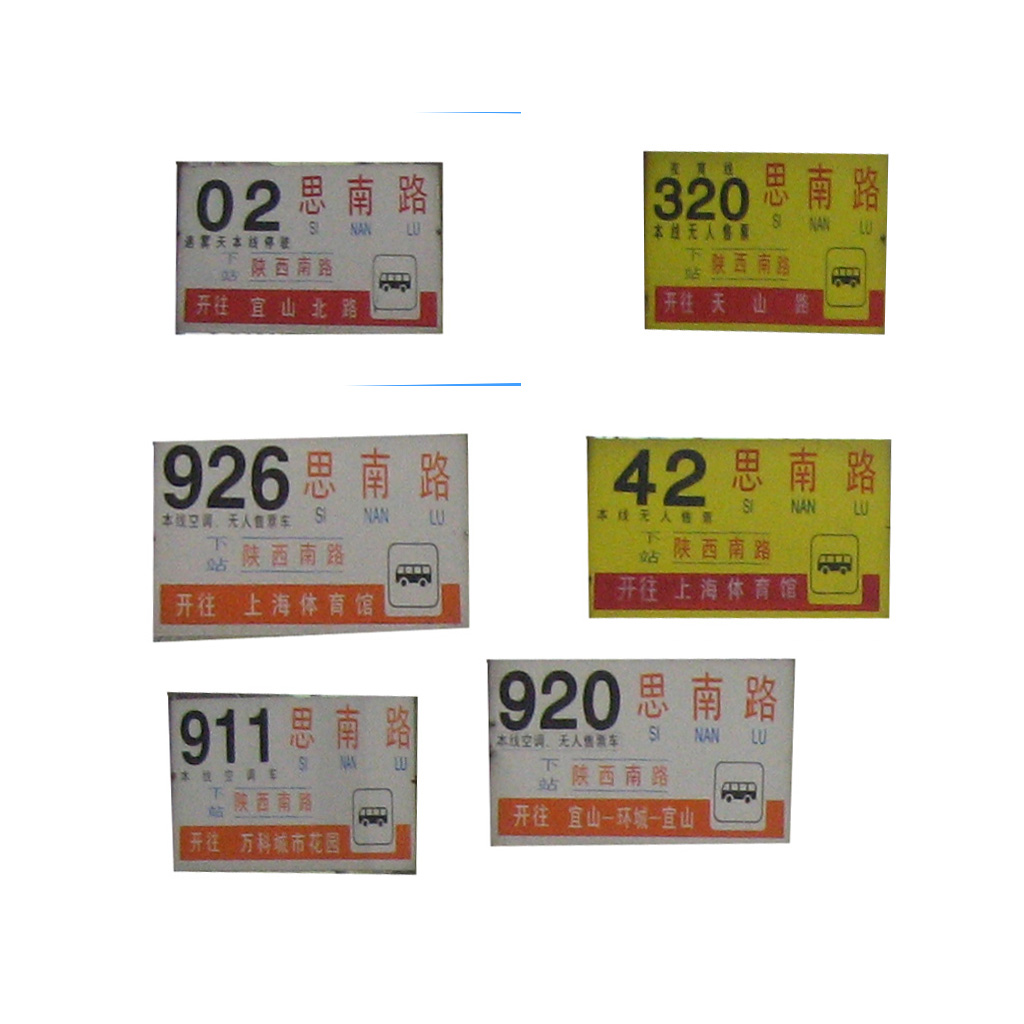 02 思南路
SI NAN LU
遇雾天本线停驶
下站 陕西南路
开往 宜山北路
夜宵线
320 思南路
SI NAN LU
本线无人售票
下站 陕西南路
开往 天山路
926 思南路
SI NAN LU
本线空调、无人售票车
下站 陕西南路
开往 上海体育馆
42 思南路
SI NAN LU
本线无人售票
下站 陕西南路
开往 上海体育馆
911 思南路
SI NAN LU
本线空调车
下站 陕西南路
开往 万科城市花园
920 思南路
SI NAN LU
本线空调、无人售票车
下站 陕西南路
开往 宜山-环城-宜山